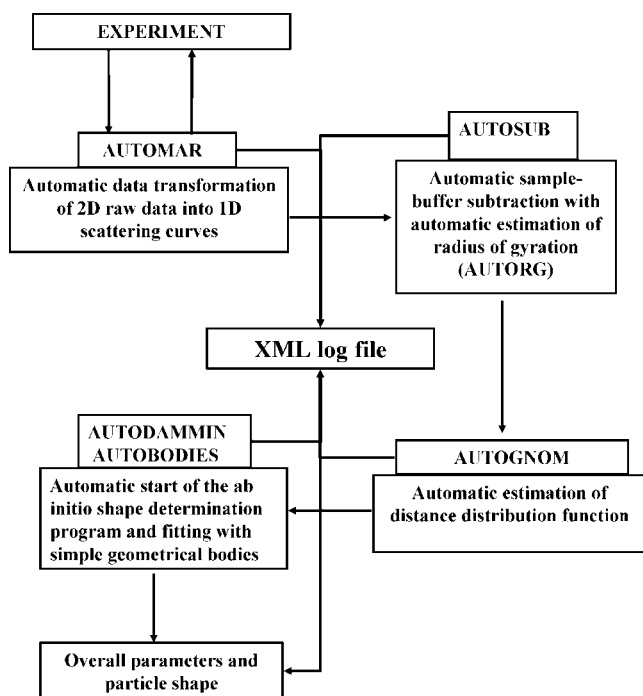 EXPERIMENT
AUTOMAR
Automatic data transformation
of 2D raw data into 1D
scattering curves
AUTOSUB
Automatic sample-
buffer subtraction with
automatic estimation of
radius of gyration
(AUTORG)
XML log file
AUTODAMMIN
AUTOBODIES
Automatic start of the ab
initio shape determination
program and fitting with
simple geometrical bodies
AUTOGNOM
Automatic estimation of
distance distribution function
Overall parameters and
particle shape